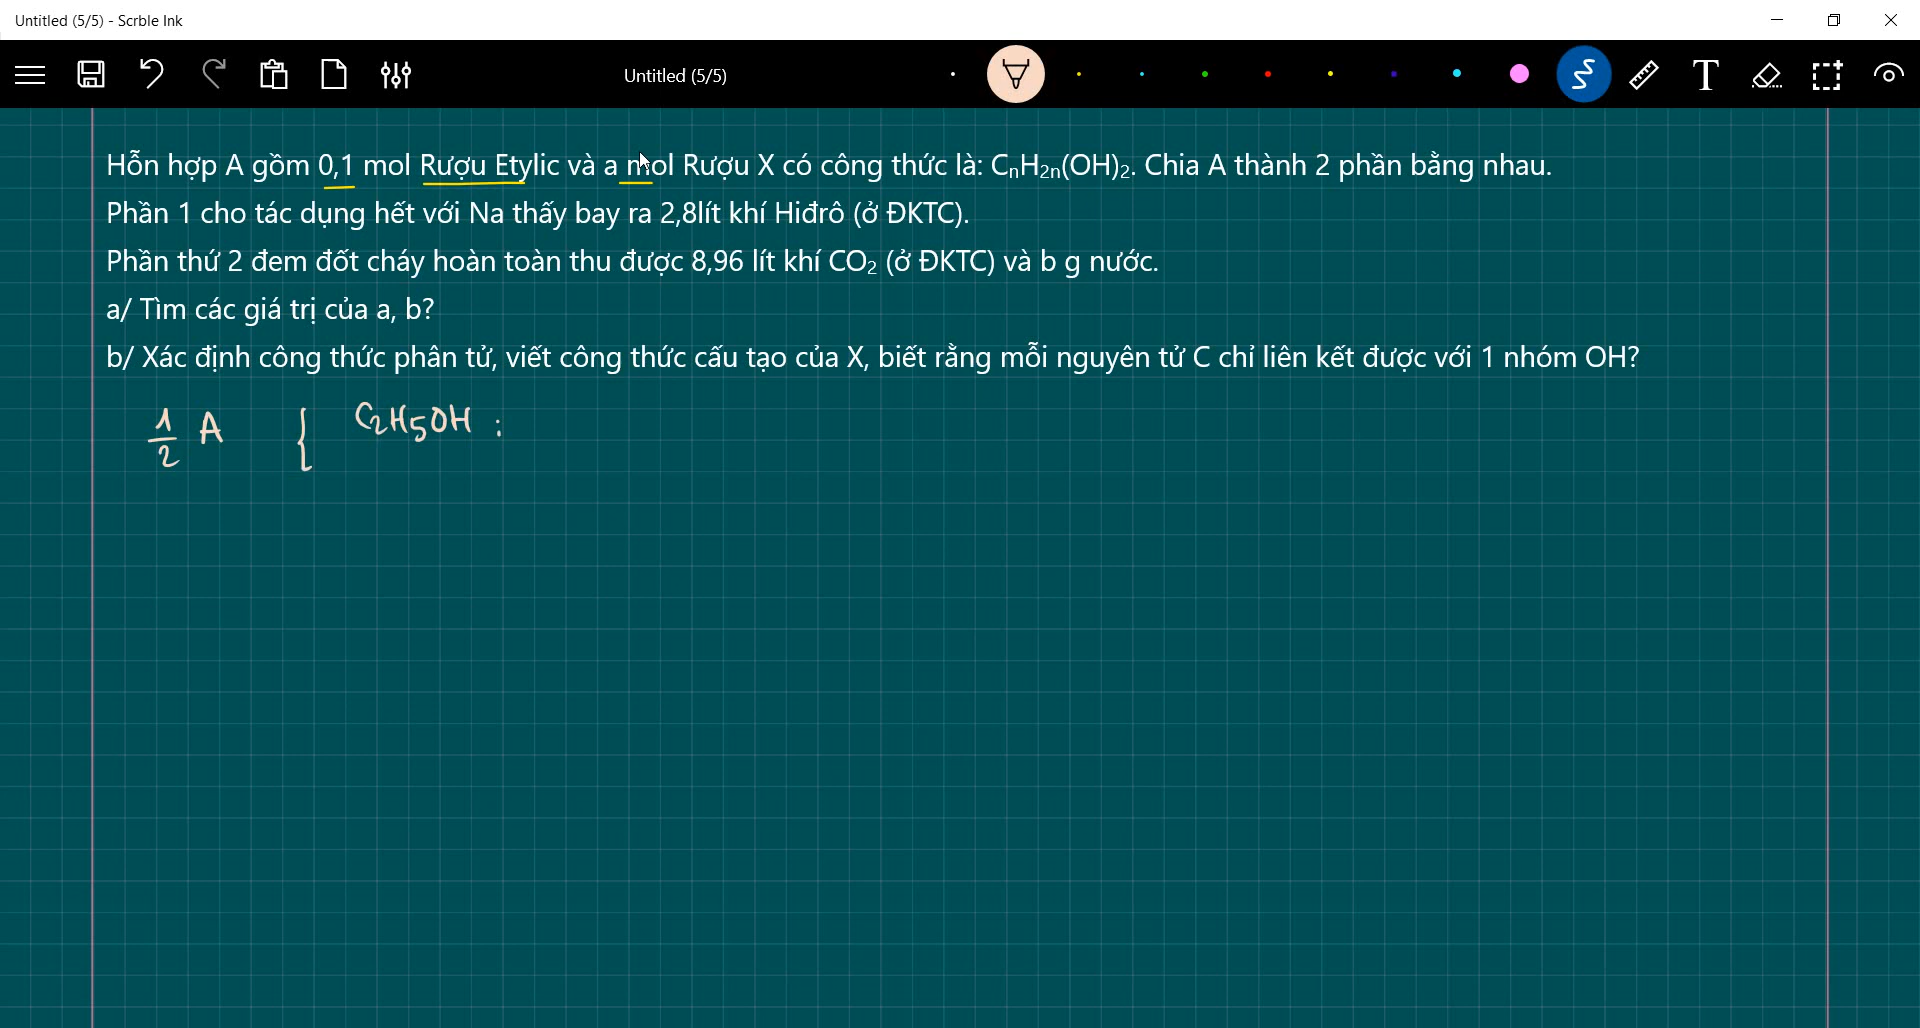 Untitled (5/5) - Scrble Ink
Untitled (5/5)
T
Hỗn hợp A gồm 0,1 mol Rượu Etylic và a mol Rượu X có công thức là: CₙH₂ₙ(OH)₂. Chia A thành 2 phần bằng nhau.
Phần 1 cho tác dụng hết với Na thấy bay ra 2,8lít khí Hiđrô (ở ĐKTC).
Phần thứ 2 đem đốt cháy hoàn toàn thu được 8,96 lít khí CO₂ (ở ĐKTC) và b g nước.
a/ Tìm các giá trị của a, b?
b/ Xác định công thức phân tử, viết công thức cấu tạo của X, biết rằng mỗi nguyên tử C chỉ liên kết được với 1 nhóm OH?
1/2 A { C₂H₅OH :